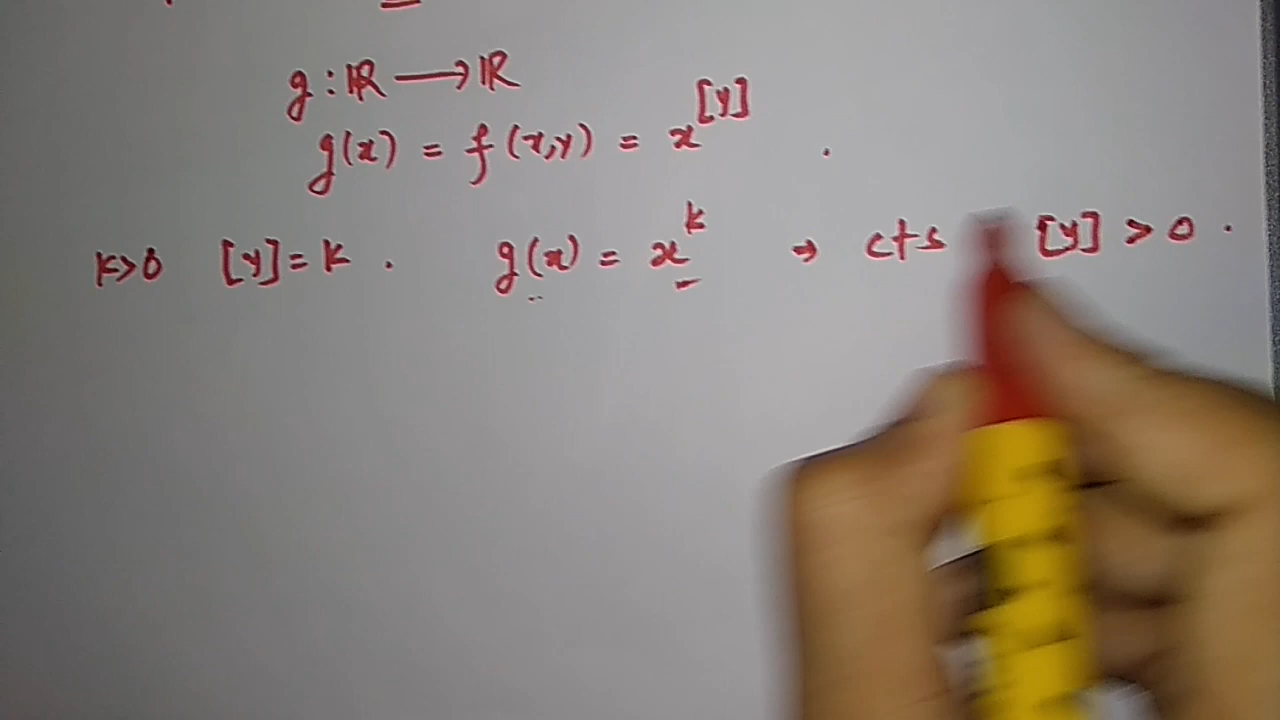 g : ℝ → ℝ
g(x) = f(x,y) = x^[y] .
k>0 [y]=k . g(x) = x^k → cts [y] > 0 .